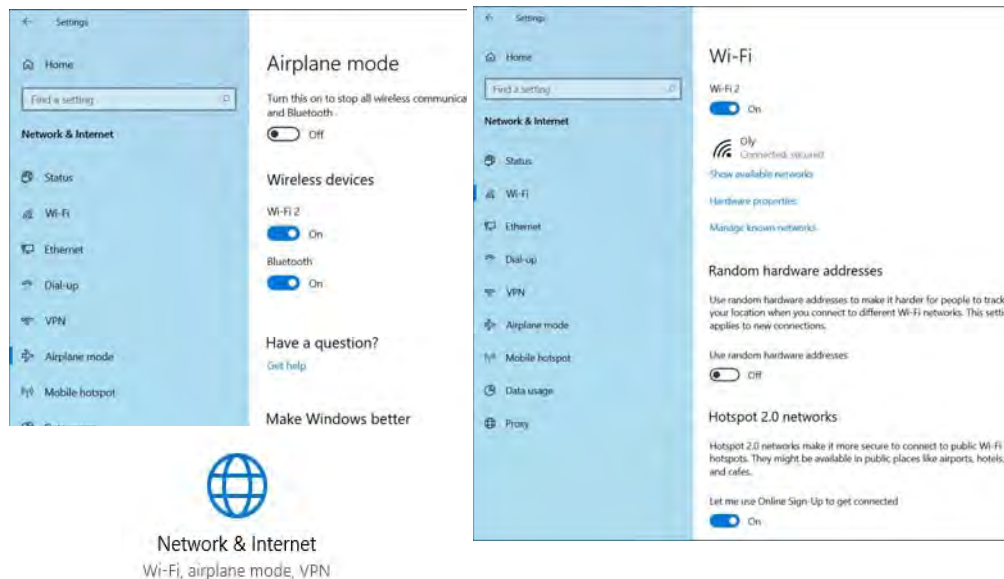 Settings
Home
Find a setting
Network & Internet
Status
Wi-Fi
Ethernet
Dial-up
VPN
Airplane mode
Mobile hotspot
Airplane mode
Turn this on to stop all wireless communica
and Bluetooth
Off
Wireless devices
Wi-Fi 2
On
Bluetooth
On
Have a question?
Get help
Make Windows better
Network & Internet
Wi-Fi, airplane mode, VPN
Settings
Home
Find a setting
Network & Internet
Status
Wi-Fi
Ethernet
Dial-up
VPN
Airplane mode
Mobile hotspot
Data usage
Proxy
Wi-Fi
Wi-Fi 2
On
Oly
Connected, secured
Show available networks
Hardware properties
Manage known networks
Random hardware addresses
Use random hardware addresses to make it harder for people to track
your location when you connect to different Wi-Fi networks. This setti
applies to new connections.
Use random hardware addresses
Off
Hotspot 2.0 networks
Hotspot 2.0 networks make it more secure to connect to public Wi-Fi
hotspots. They might be available in public places like airports, hotels,
and cafes.
Let me use Online Sign-Up to get connected
On